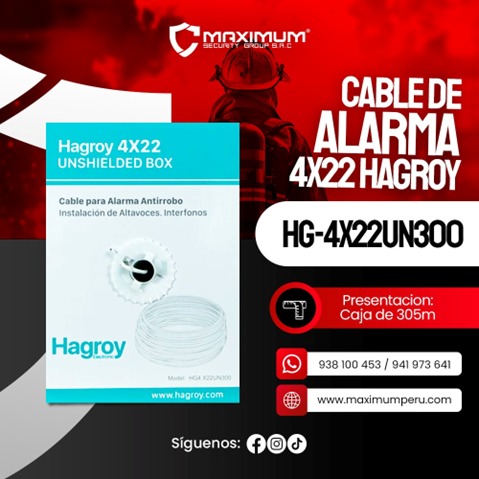 MAXIMUM
SECURITY GROUP S.A.C
CABLE DE
ALARMA
4X22 HAGROY
HG-4X22UN300
Presentacion:
Caja de 305m
938 100 453 / 941 973 641
www.maximumperu.com
Síguenos:
Hagroy 4X22
UNSHIELDED BOX
Cable para Alarma Antirrobo
Instalación de Altavoces. Interfonos
Hagroy
Model: HG4 X22UN300
www.hagroy.com